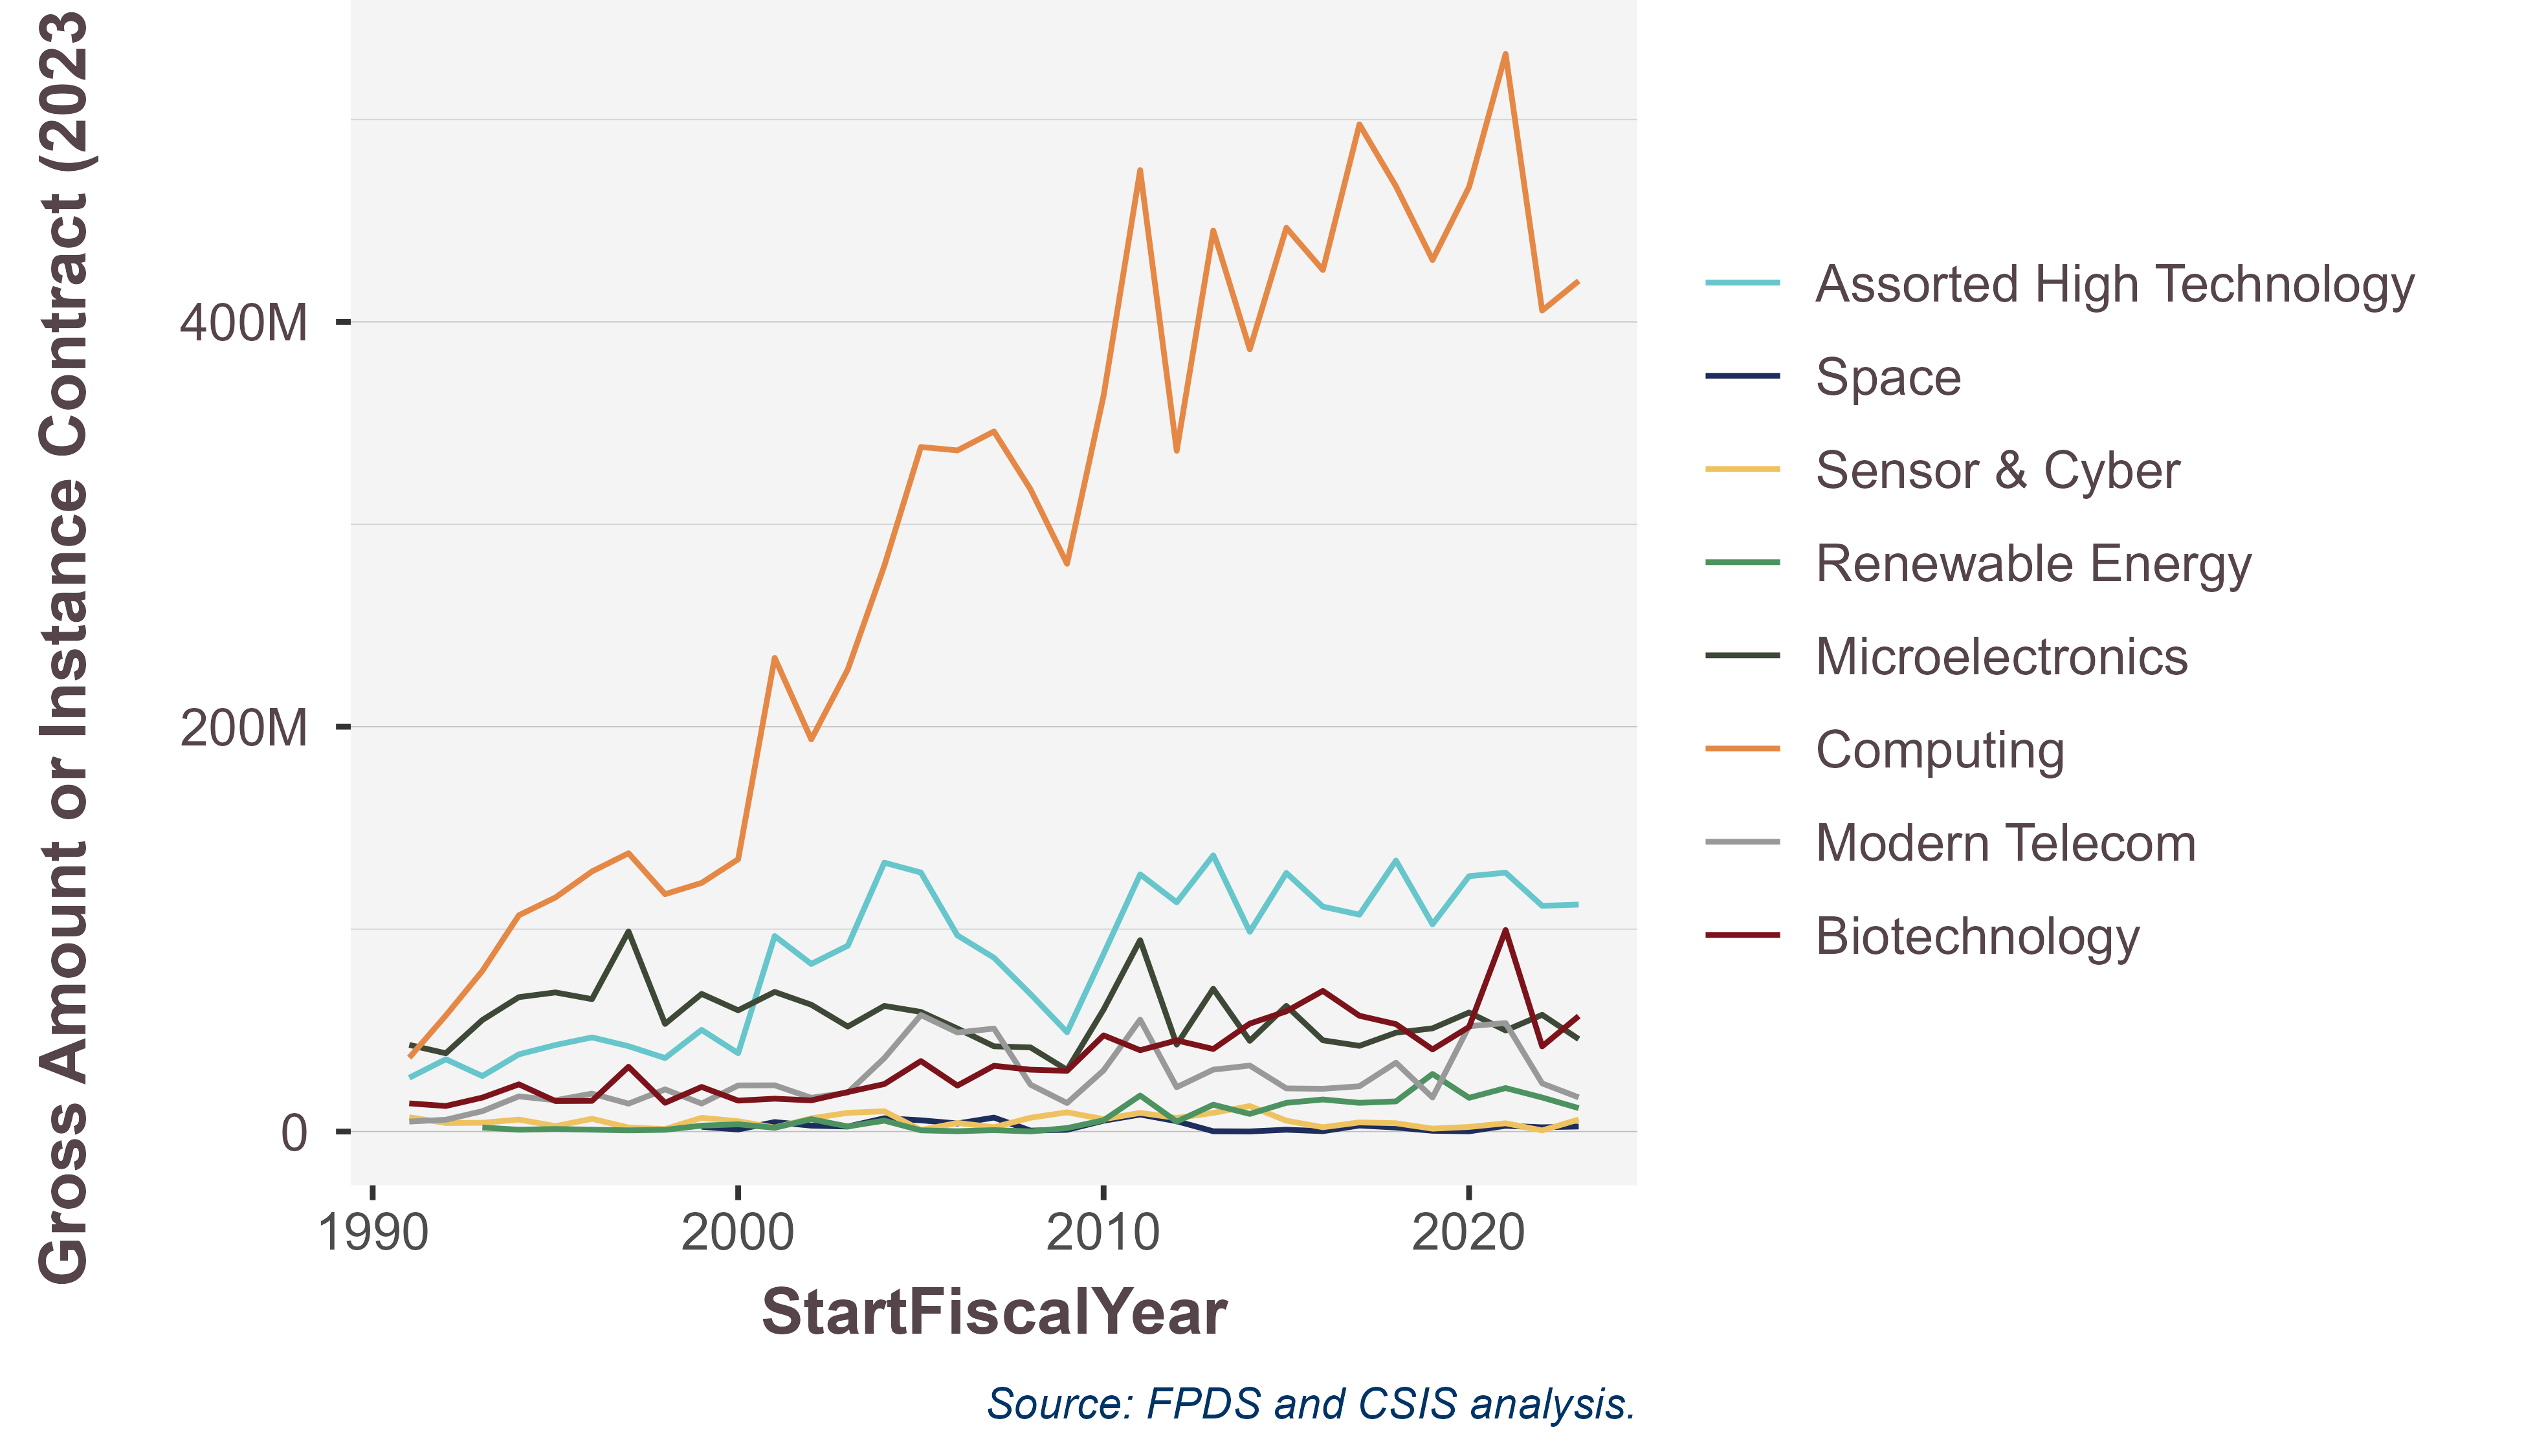 Gross Amount or Instance Contract (2023
400M
200M
0
1990
2000
2010
2020
StartFiscalYear
Assorted High Technology
Space
Sensor & Cyber
Renewable Energy
Microelectronics
Computing
Modern Telecom
Biotechnology
Source: FPDS and CSIS analysis.